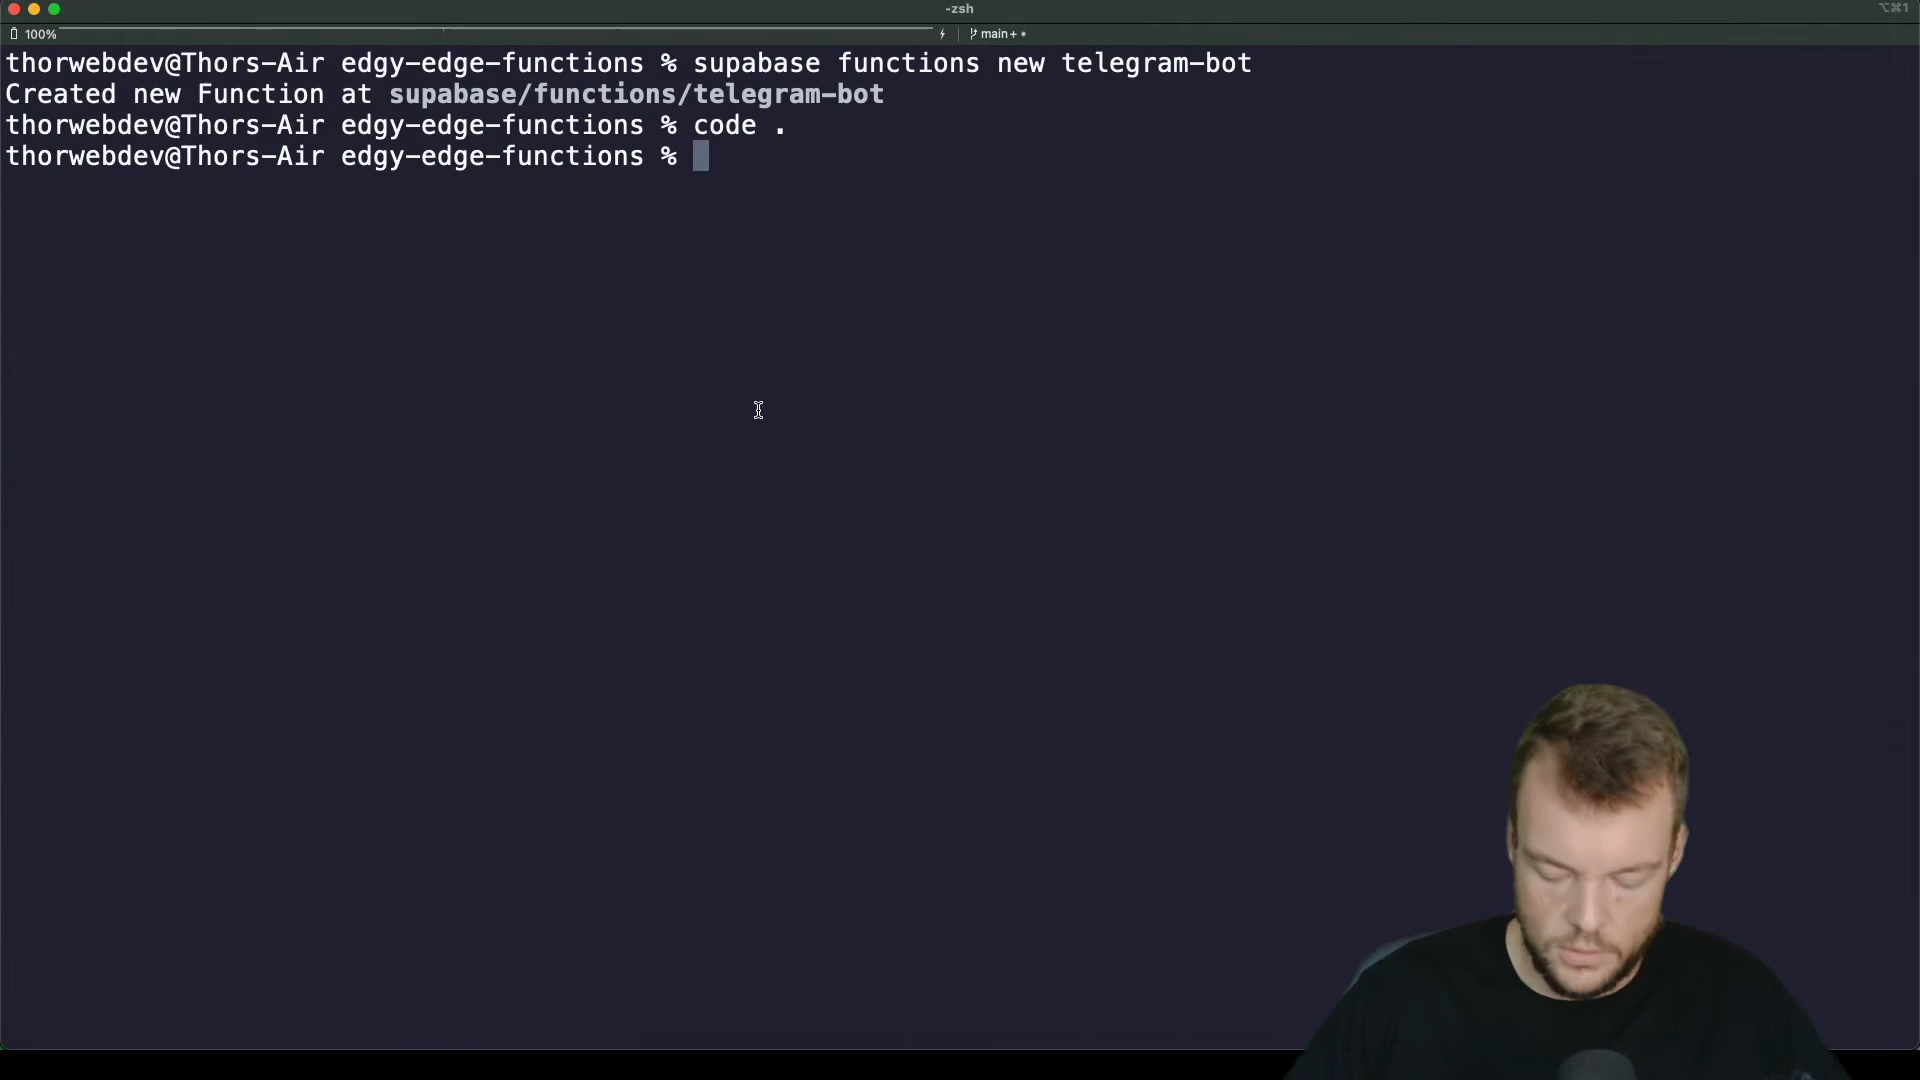 -zsh
⌥⌘1
100%
main+•
thorwebdev@Thors-Air edgy-edge-functions % supabase functions new telegram-bot
Created new Function at supabase/functions/telegram-bot
thorwebdev@Thors-Air edgy-edge-functions % code .
thorwebdev@Thors-Air edgy-edge-functions %